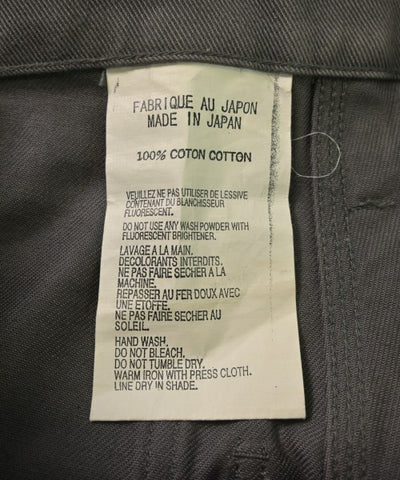 FABRIQUE AU JAPON
MADE IN JAPAN
100% COTON COTTON
VEUILLEZ NE PAS UTILISER DE LESSIVE
CONTENANT DU BLANCHISSEUR
FLUORESCENT.
DO NOT USE ANY WASH POWDER WITH
FLUORESCENT BRIGHTENER.
LAVAGE A LA MAIN.
DECOLORANTS INTERDITS.
NE PAS FAIRE SECHER A LA
MACHINE.
REPASSER AU FER DOUX AVEC
UNE ETOFFE.
NE PAS FAIRE SECHER AU
SOLEIL.
HAND WASH.
DO NOT BLEACH.
DO NOT TUMBLE DRY.
WARM IRON WITH PRESS CLOTH.
LINE DRY IN SHADE.